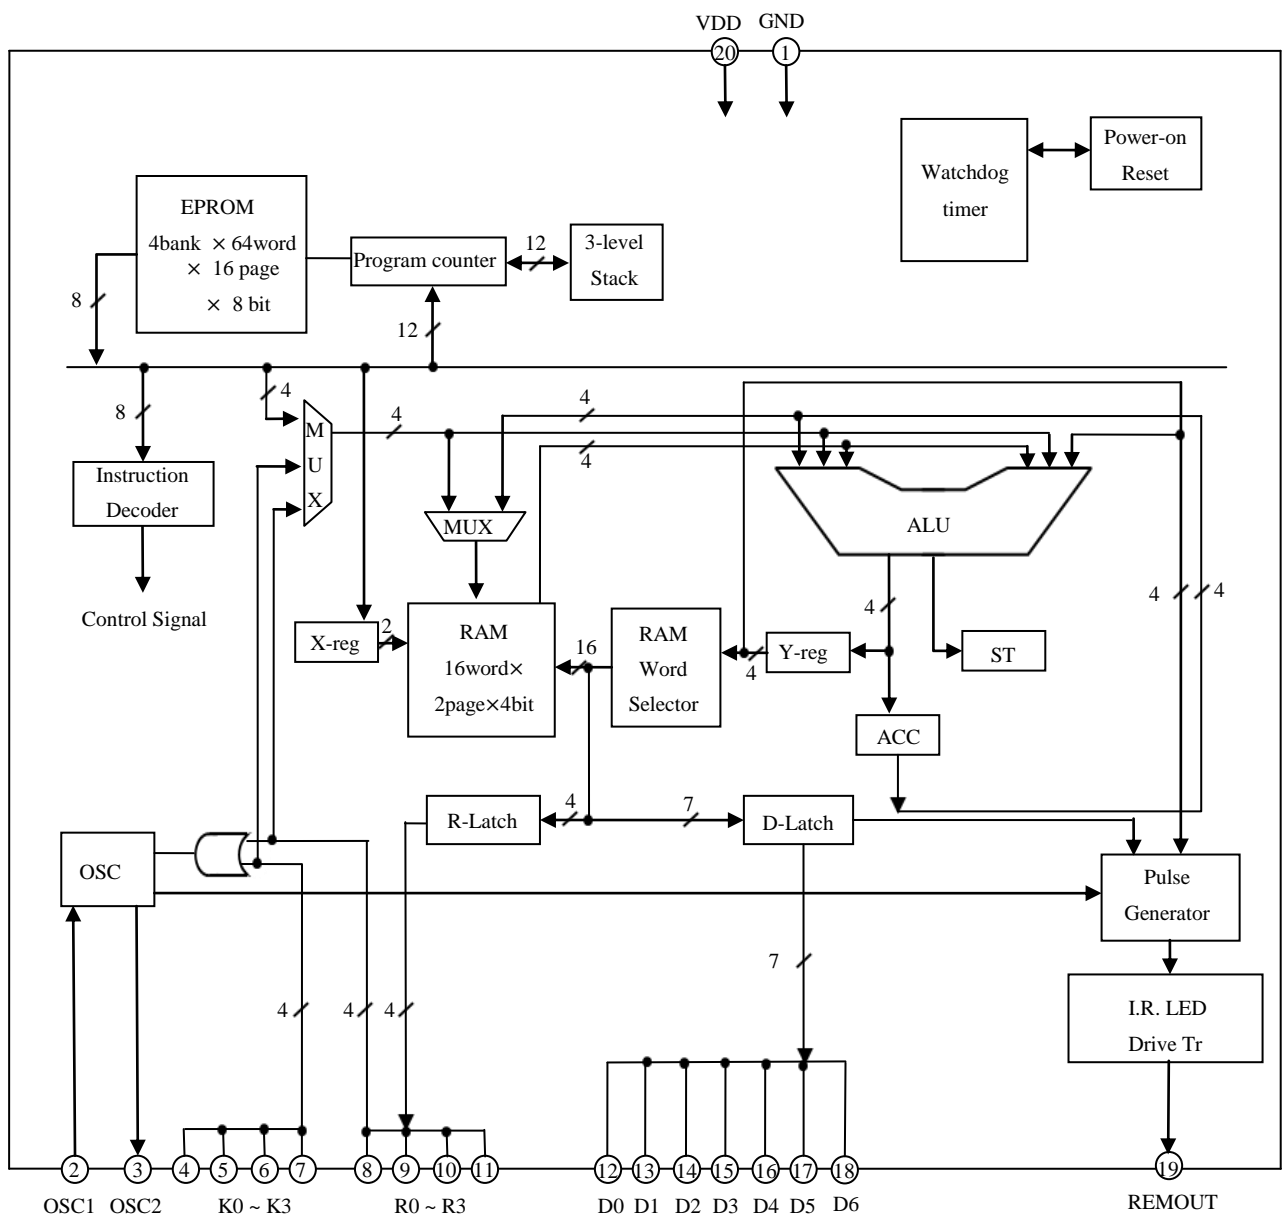 VDD GND
20 1
Power-on
Reset
Watchdog
timer
EPROM
4bank × 64word
× 16 page
× 8 bit
Program counter
12
3-level
Stack
8
12
8
4
M
U
X
4
4
4
Instruction
Decoder
MUX
ALU
Control Signal
4
4
4
X-reg
2
RAM
16word×
2page×4bit
16
RAM
Word
Selector
4
Y-reg
ST
ACC
R-Latch
4
7
D-Latch
OSC
Pulse
Generator
7
4
4
4
I.R. LED
Drive Tr
2 3 4 5 6 7 8 9 10 11 12 13 14 15 16 17 18 19
OSC1 OSC2 K0 ~ K3 R0 ~ R3 D0 D1 D2 D3 D4 D5 D6 REMOUT